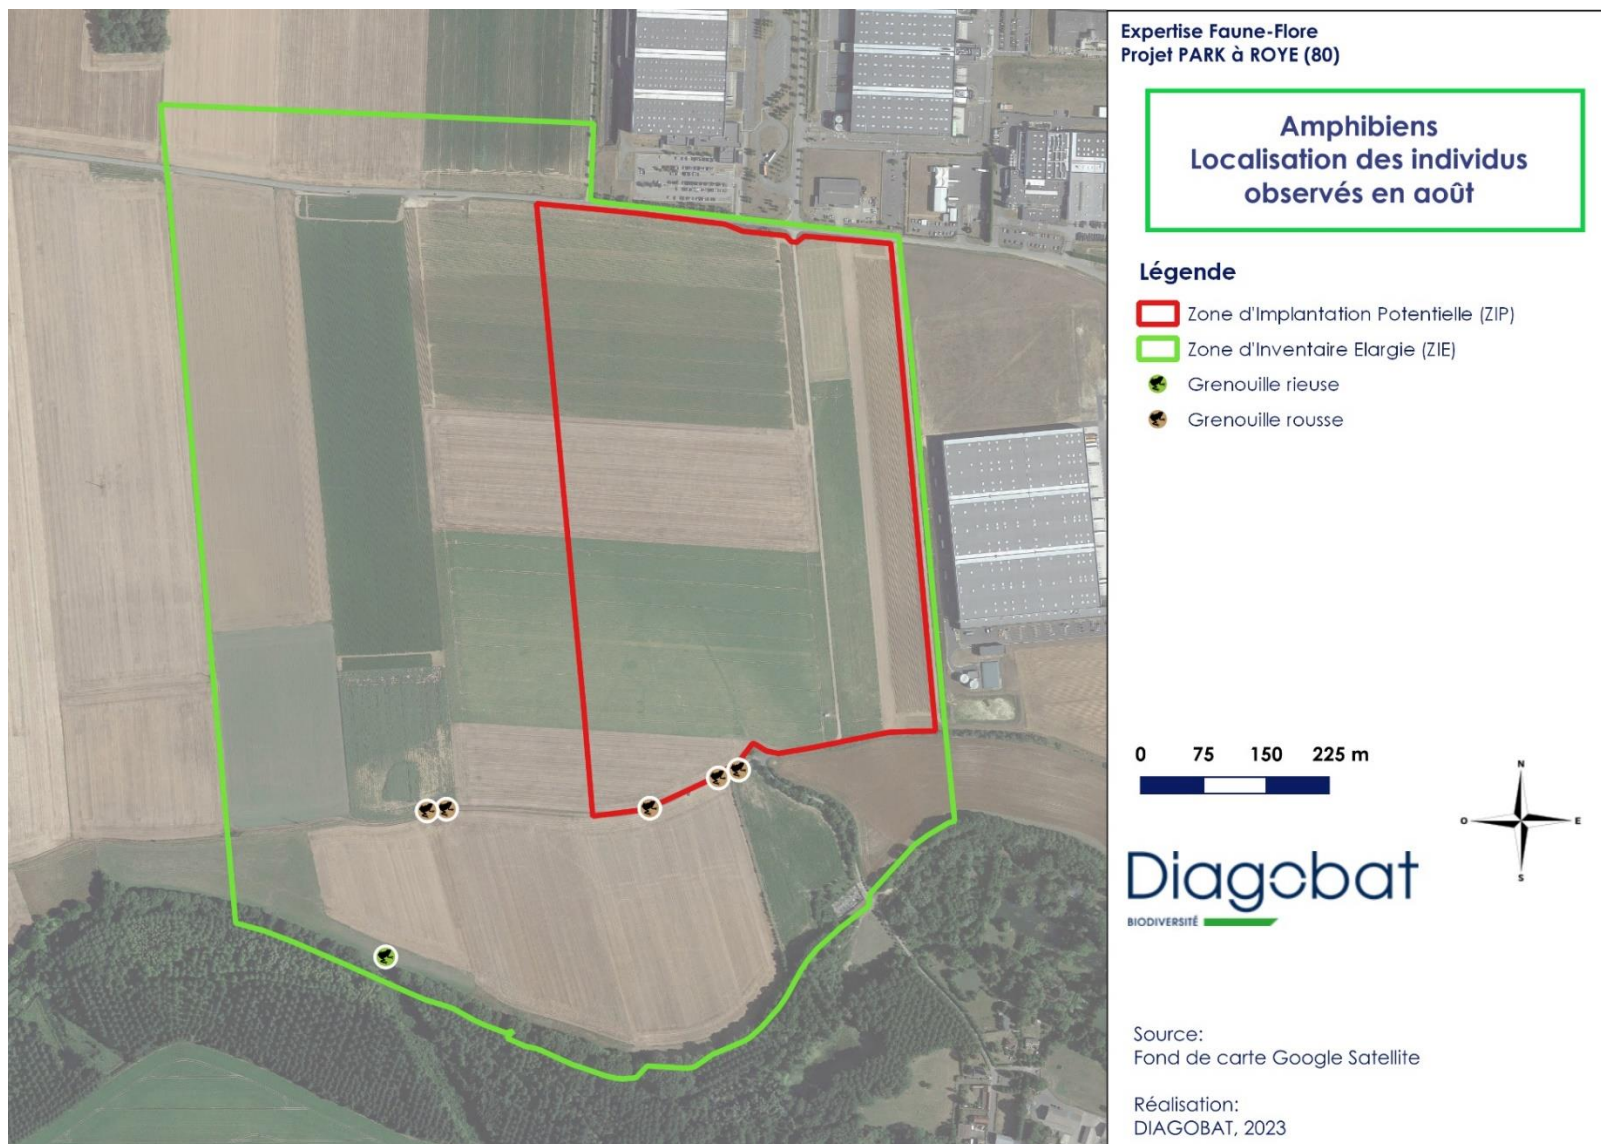 Expertise Faune-Flore
Projet PARK à ROYE (80)
Amphibiens
Localisation des individus
observés en août
Légende
Zone d'Implantation Potentielle (ZIP)
Zone d'Inventaire Elargie (ZIE)
Grenouille rieuse
Grenouille rousse
0 75 150 225 m
N
O E
S
Diagobat
BIODIVERSITÉ
Source:
Fond de carte Google Satellite
Réalisation:
DIAGOBAT, 2023